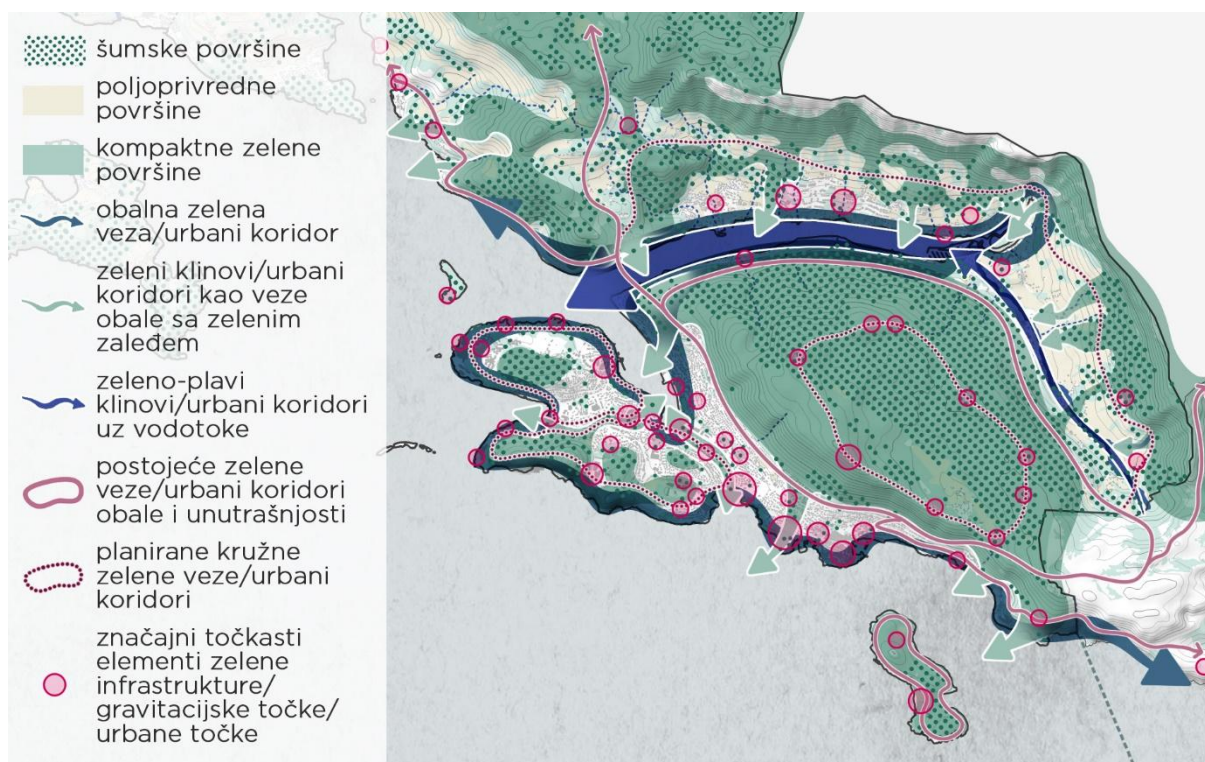 šumske površine
poljoprivredne
površine
kompaktne zelene
površine
obalna zelena
veza/urbani koridor
zeleni klinovi/urbani
koridori kao veze
obale sa zelenim
zaleđem
zeleno-plavi
klinovi/urbani koridori
uz vodotoke
postojeće zelene
veze/urbani koridori
obale i unutrašnjosti
planirane kružne
zelene veze/urbani
koridori
značajni točkasti
elementi zelene
infrastrukture/
gravitacijske točke/
urbane točke